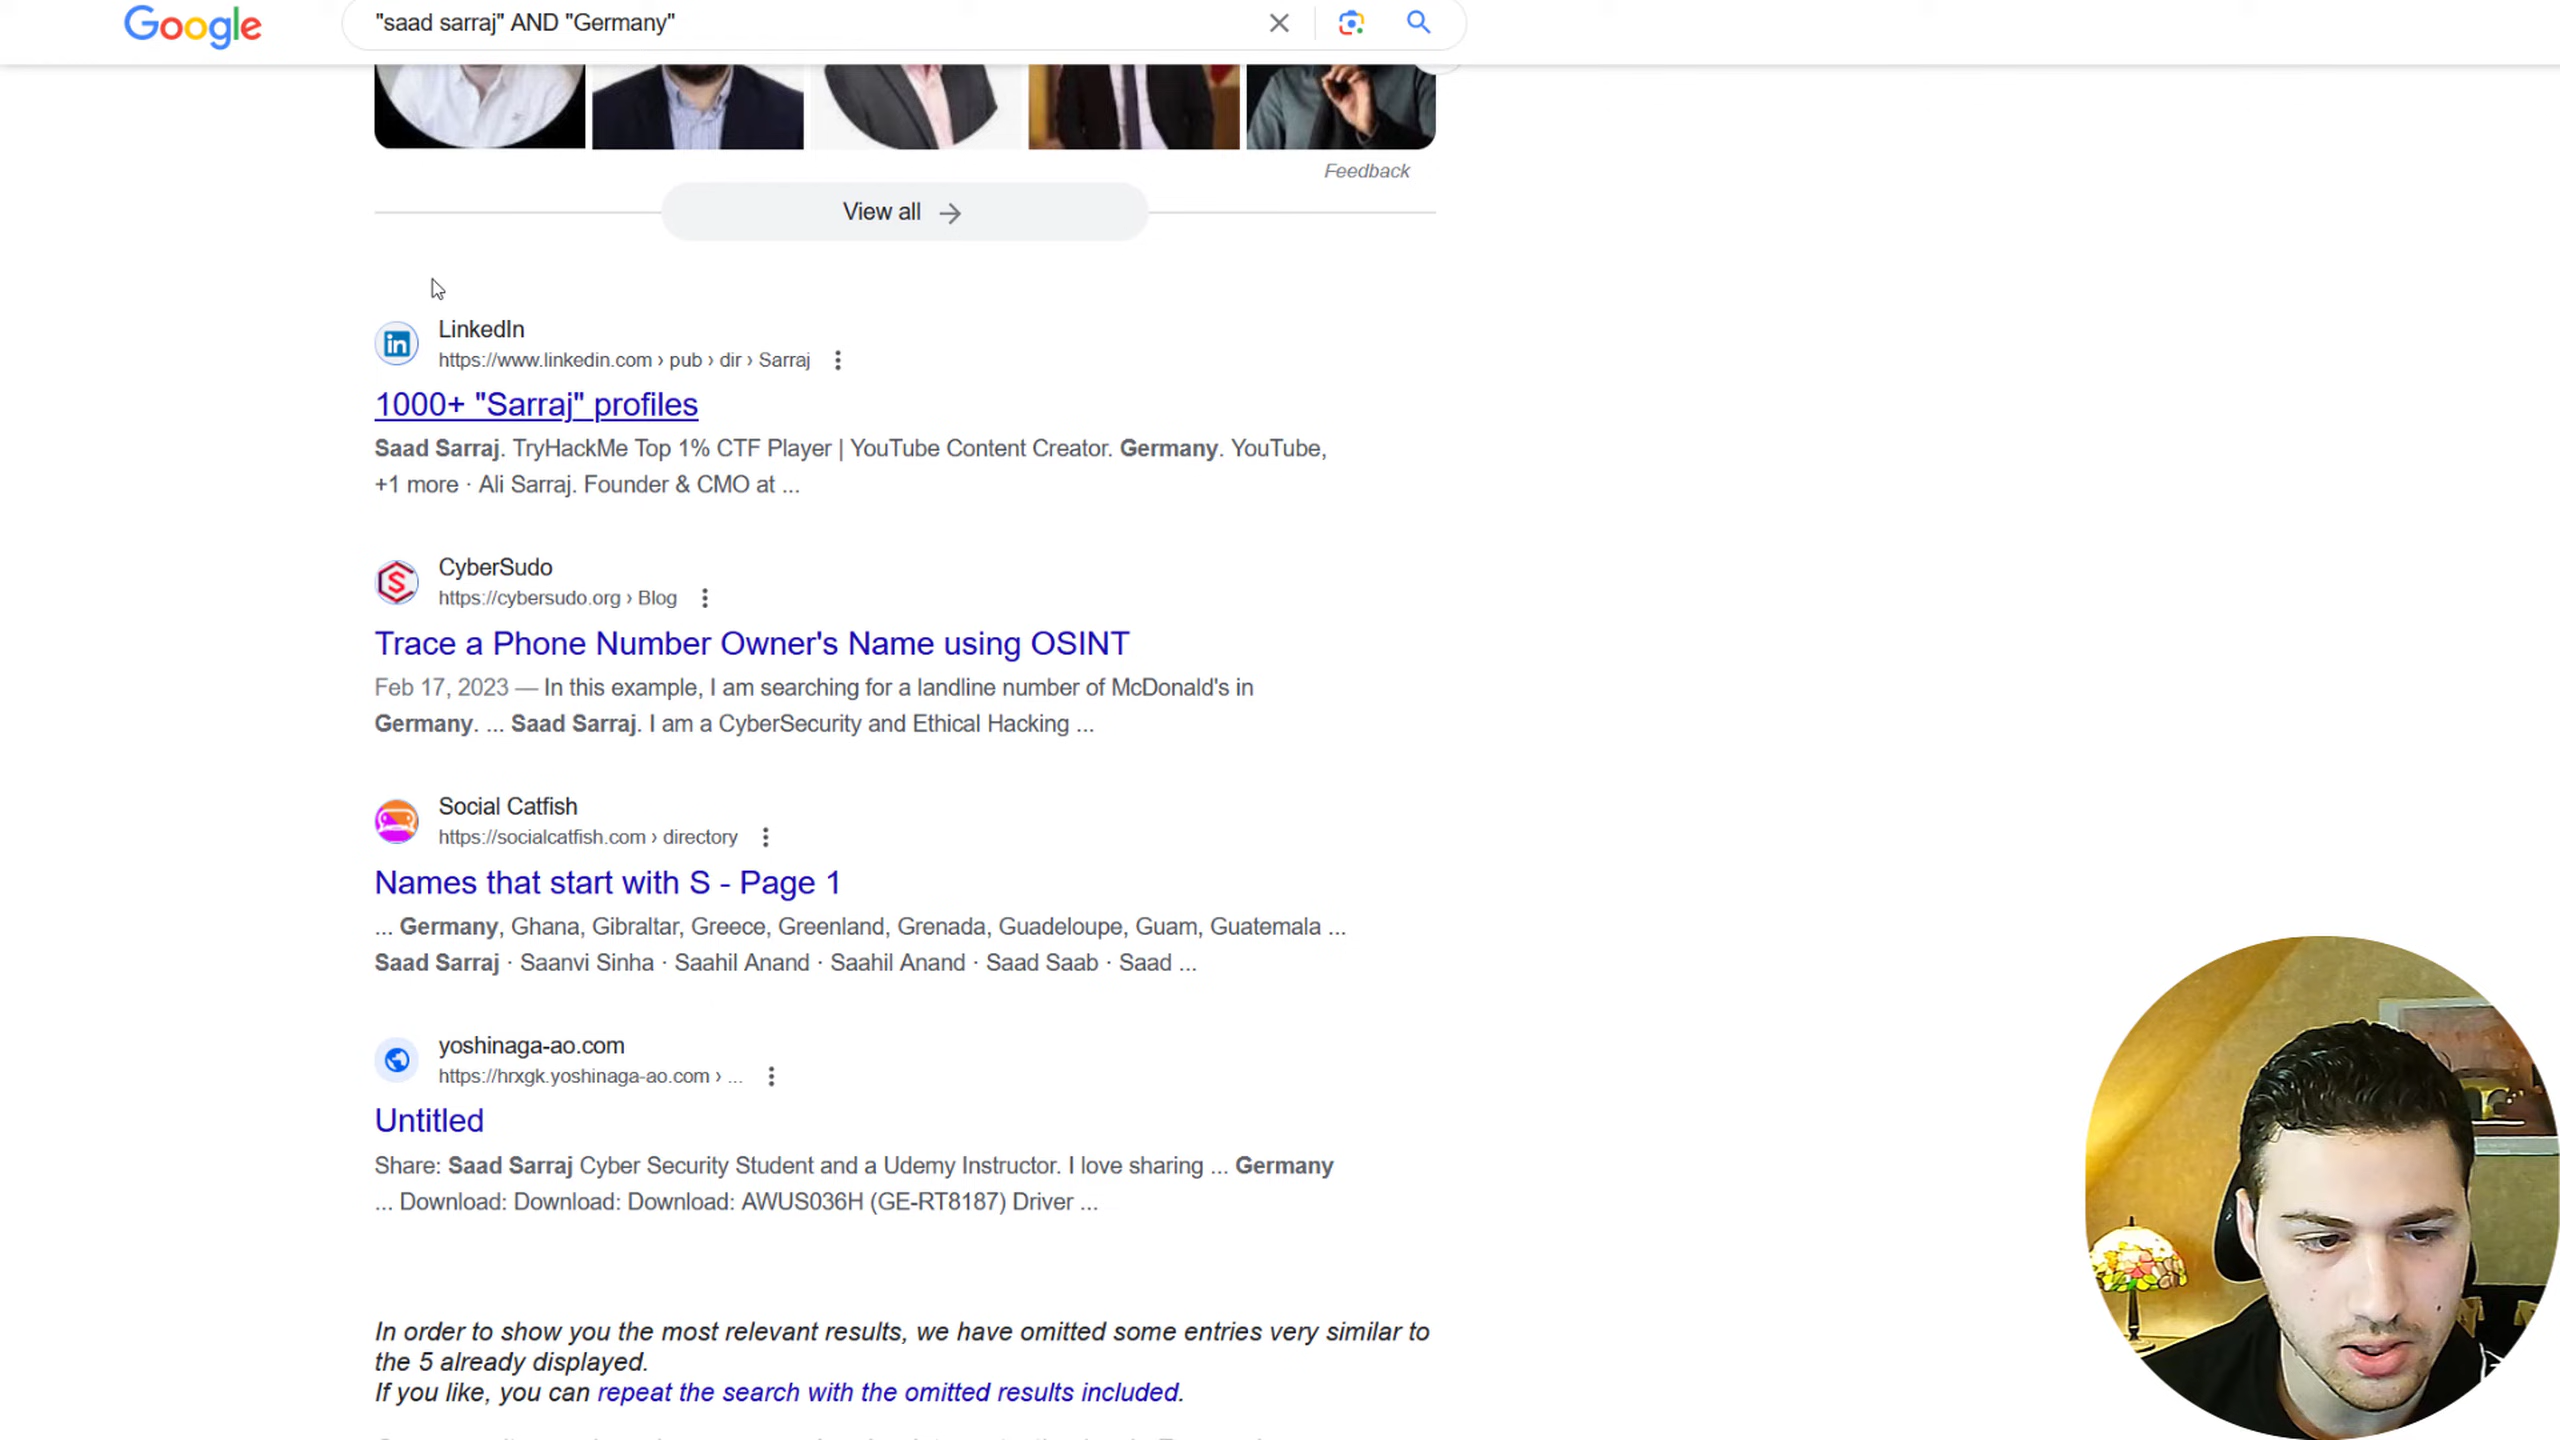 Google
"saad sarraj" AND "Germany"
Feedback
View all
LinkedIn
https://www.linkedin.com › pub › dir › Sarraj
1000+ "Sarraj" profiles
Saad Sarraj. TryHackMe Top 1% CTF Player | YouTube Content Creator. Germany. YouTube,
+1 more · Ali Sarraj. Founder & CMO at ...
CyberSudo
https://cybersudo.org › Blog
Trace a Phone Number Owner's Name using OSINT
Feb 17, 2023 — In this example, I am searching for a landline number of McDonald's in
Germany. ... Saad Sarraj. I am a CyberSecurity and Ethical Hacking ...
Social Catfish
https://socialcatfish.com › directory
Names that start with S - Page 1
... Germany, Ghana, Gibraltar, Greece, Greenland, Grenada, Guadeloupe, Guam, Guatemala ...
Saad Sarraj · Saanvi Sinha · Saahil Anand · Saahil Anand · Saad Saab · Saad ...
yoshinaga-ao.com
https://hrxgk.yoshinaga-ao.com › ...
Untitled
Share: Saad Sarraj Cyber Security Student and a Udemy Instructor. I love sharing ... Germany
... Download: Download: Download: AWUS036H (GE-RT8187) Driver ...
In order to show you the most relevant results, we have omitted some entries very similar to
the 5 already displayed.
If you like, you can repeat the search with the omitted results included.